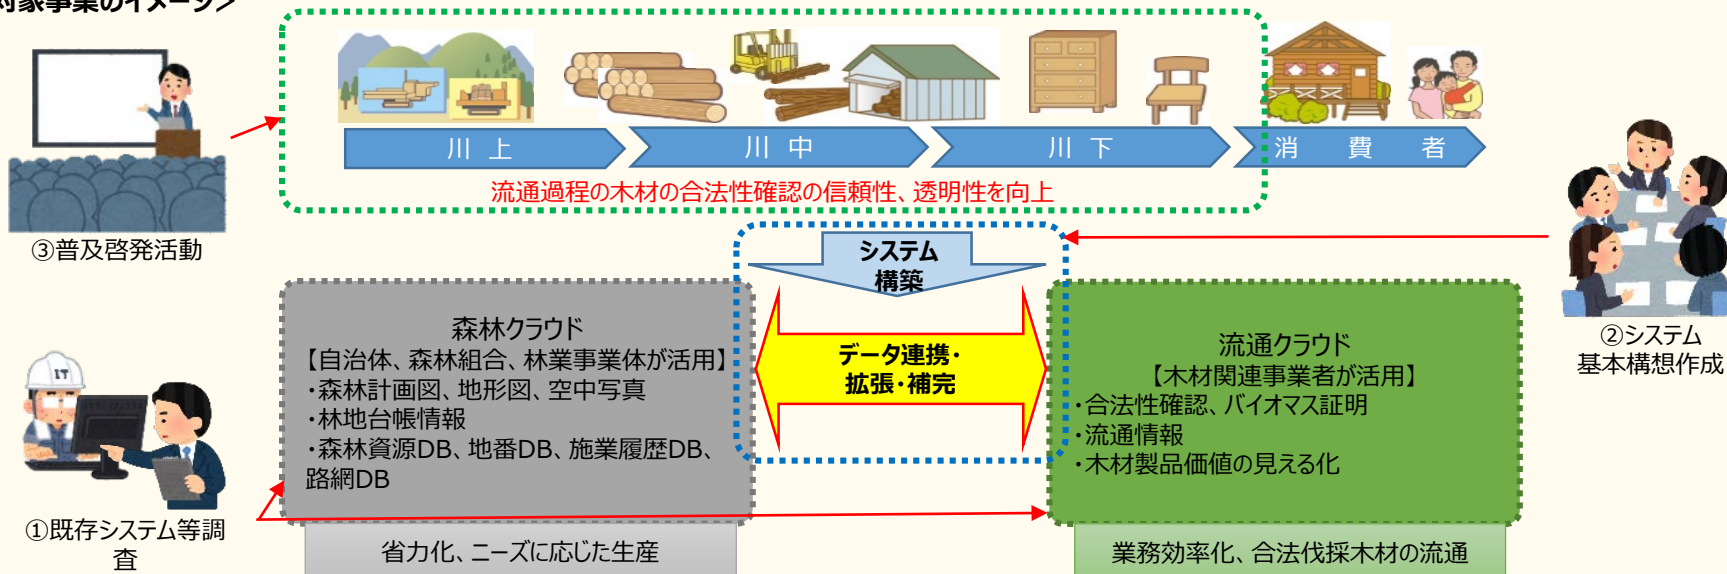 対象事業のイメージ＞
川 上
川 中
川 下
消 費 者
流通過程の木材の合法性確認の信頼性、透明性を向上
③普及啓発活動
システム
構築
データ連携・
拡張・補完
森林クラウド
【自治体、森林組合、林業事業体が活用】
・森林計画図、地形図、空中写真
・林地台帳情報
・森林資源DB、地番DB、施業履歴DB、
路網DB
省力化、ニーズに応じた生産
流通クラウド
【木材関連事業者が活用】
・合法性確認、バイオマス証明
・流通情報
・木材製品価値の見える化
業務効率化、合法伐採木材の流通
②システム
基本構想作成
IT
①既存システム等調
査